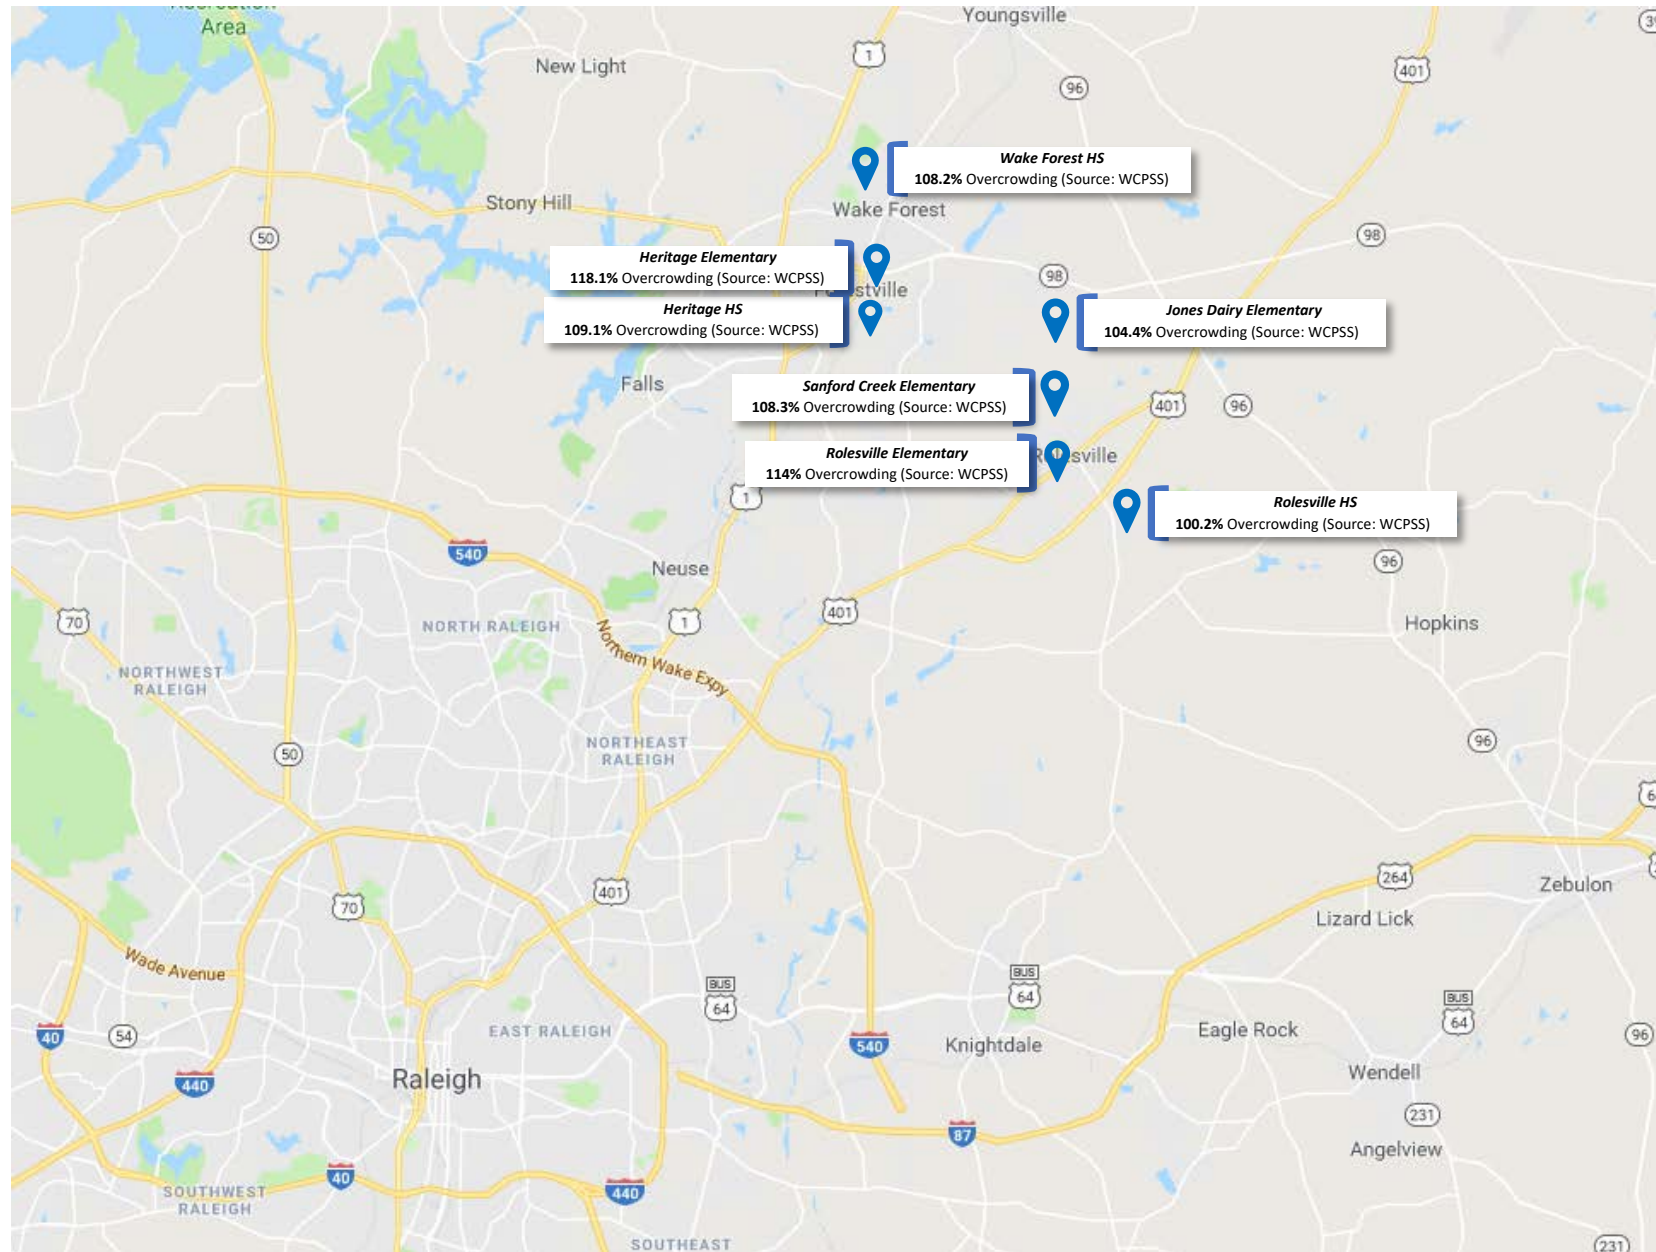 Recreation
Area
Youngsville
New Light
1
401
96
Wake Forest HS
108.2% Overcrowding (Source: WCPSS)
Stony Hill
Wake Forest
50
98
Heritage Elementary
118.1% Overcrowding (Source: WCPSS)
98
Heritage HS
109.1% Overcrowding (Source: WCPSS)
Jones Dairy Elementary
104.4% Overcrowding (Source: WCPSS)
Falls
Sanford Creek Elementary
108.3% Overcrowding (Source: WCPSS)
401
96
Rolesville Elementary
114% Overcrowding (Source: WCPSS)
Rolesville
1
Rolesville HS
100.2% Overcrowding (Source: WCPSS)
540
Neuse
96
70
NORTH RALEIGH
1
401
Hopkins
Northern Wake Expy
NORTHWEST
RALEIGH
NORTHEAST
RALEIGH
50
96
401
70
264
Zebulon
Lizard Lick
Wade Avenue
BUS
64
BUS
64
BUS
64
40
54
EAST RALEIGH
540
Knightdale
Eagle Rock
96
Raleigh
440
Wendell
231
87
Angelview
40
440
SOUTHWEST
RALEIGH
SOUTHEAST
231